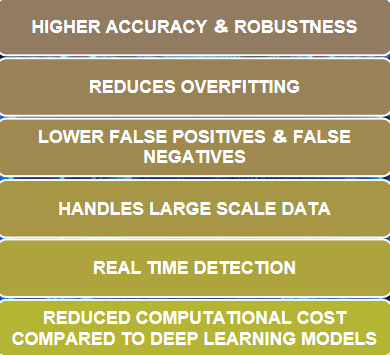 HIGHER ACCURACY & ROBUSTNESS
REDUCES OVERFITTING
LOWER FALSE POSITIVES & FALSE
NEGATIVES
HANDLES LARGE SCALE DATA
REAL TIME DETECTION
REDUCED COMPUTATIONAL COST
COMPARED TO DEEP LEARNING MODELS